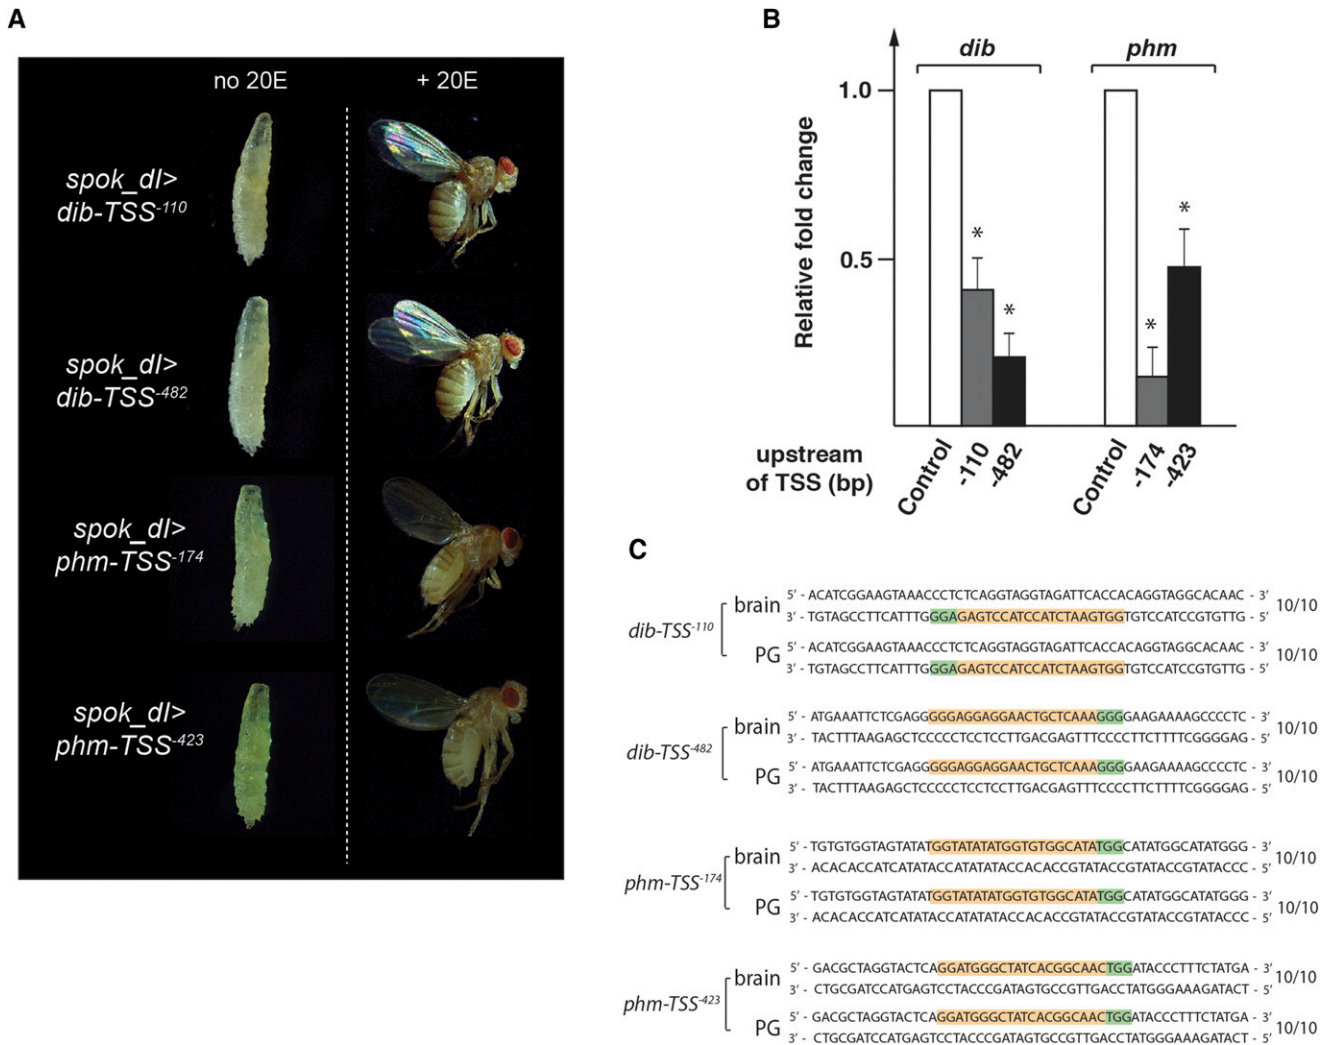 A
no 20E
+ 20E
spok_dI>
dib-TSS-110
spok_dI>
dib-TSS-482
spok_dI>
phm-TSS-174
spok_dI>
phm-TSS-423
B
dib
phm
Relative fold change
1.0
0.5
*
*
*
*
upstream
of TSS (bp)
Control
-110
-482
Control
-174
-423
C
dib-TSS-110
brain
5′ - ACATCGGAAGTAAACCCTCTCAGGTAGGTAGATTCACCACAGGTAGGCACAAC - 3′
3′ - TGTAGCCTTCATTTGGGAGAGTCCATCCATCTAAGTGGTGTCCATCCGTGTTG - 5′
10/10
PG
5′ - ACATCGGAAGTAAACCCTCTCAGGTAGGTAGATTCACCACAGGTAGGCACAAC - 3′
3′ - TGTAGCCTTCATTTGGGAGAGTCCATCCATCTAAGTGGTGTCCATCCGTGTTG - 5′
10/10
dib-TSS-482
brain
5′ - ATGAAATTCTCGAGGGGGAGGAGGAACTGCTCAAAGGGGAAGAAAAGCCCCTC - 3′
3′ - TACTTTAAGAGCTCCCCCTCCTCCTTGACGAGTTTCCCCTTCTTTTCGGGGAG - 5′
10/10
PG
5′ - ATGAAATTCTCGAGGGGGAGGAGGAACTGCTCAAAGGGGAAGAAAAGCCCCTC - 3′
3′ - TACTTTAAGAGCTCCCCCTCCTCCTTGACGAGTTTCCCCTTCTTTTCGGGGAG - 5′
10/10
phm-TSS-174
brain
5′ - TGTGTGGTAGTATATGGTATATATGGTGTGGCATATGGCATATGGCATATGGG - 3′
3′ - ACACACCATCATATACCATATATACCACACCGTATACCGTATACCGTATACCC - 5′
10/10
PG
5′ - TGTGTGGTAGTATATGGTATATATGGTGTGGCATATGGCATATGGCATATGGG - 3′
3′ - ACACACCATCATATACCATATATACCACACCGTATACCGTATACCGTATACCC - 5′
10/10
phm-TSS-423
brain
5′ - GACGCTAGGTACTCAGGATGGGCTATCACGGCAACTGGATACCCTTTCTATGA - 3′
3′ - CTGCGATCCATGAGTCCTACCCGATAGTGCCGTTGACCTATGGGAAAGATACT - 5′
10/10
PG
5′ - GACGCTAGGTACTCAGGATGGGCTATCACGGCAACTGGATACCCTTTCTATGA - 3′
3′ - CTGCGATCCATGAGTCCTACCCGATAGTGCCGTTGACCTATGGGAAAGATACT - 5′
10/10